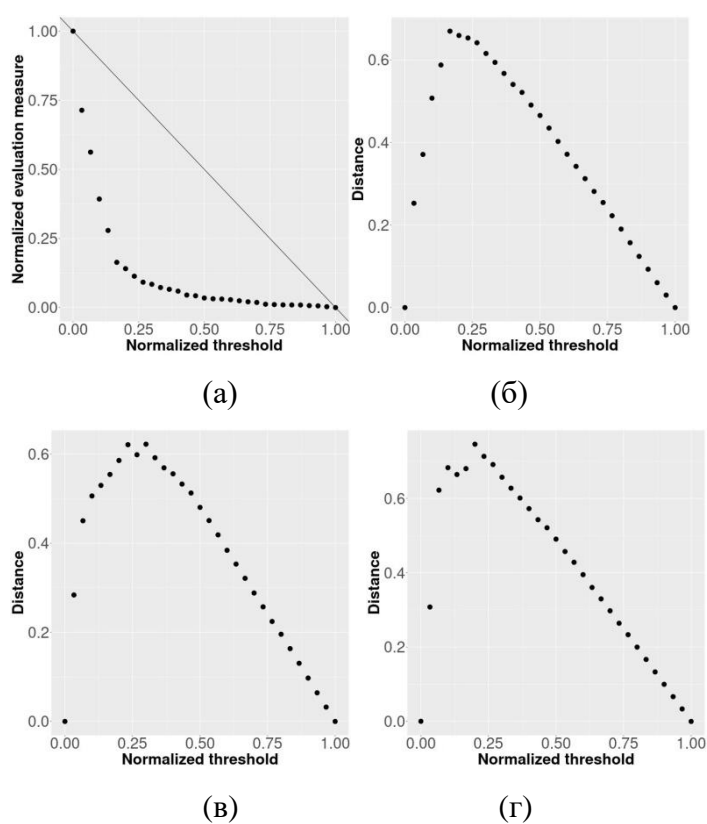 Normalized evaluation measure
1.00
0.75
0.50
0.25
0.00
0.00 0.25 0.50 0.75 1.00
Normalized threshold
(а)
Distance
0.6
0.4
0.2
0.0
0.00 0.25 0.50 0.75 1.00
Normalized threshold
(б)
Distance
0.6
0.4
0.2
0.0
0.00 0.25 0.50 0.75 1.00
Normalized threshold
(в)
Distance
0.6
0.4
0.2
0.0
0.00 0.25 0.50 0.75 1.00
Normalized threshold
(г)